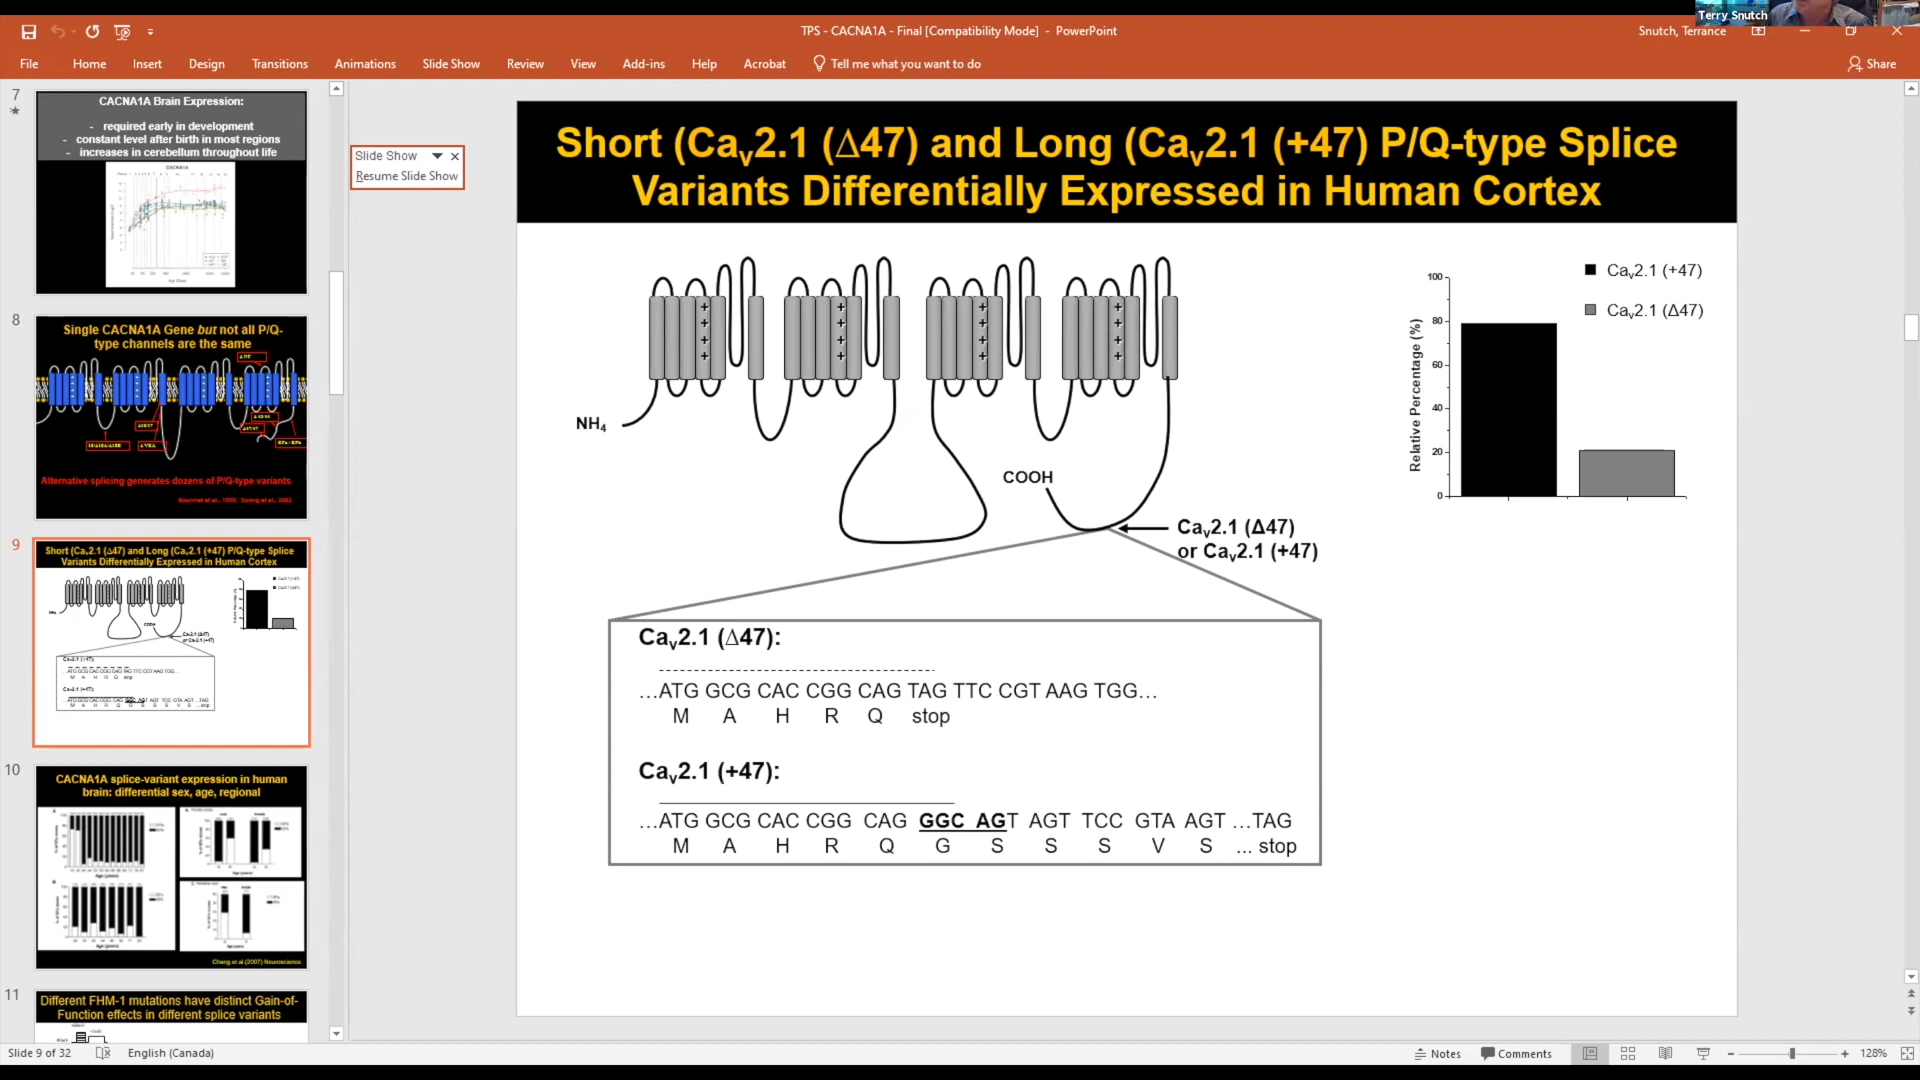 Terry Snutch
TPS - CACNA1A - Final [Compatibility Mode] - PowerPoint
Snutch, Terrance
File Home Insert Design Transitions Animations Slide Show Review View Add-ins Help Acrobat Tell me what you want to do
Share
7
CACNA1A Brain Expression:
- required early in development
- constant level after birth in most regions
- increases in cerebellum throughout life
CACNA1A
8
Single CACNA1A Gene but not all P/Q-
type channels are the same
Alternative splicing generates dozens of P/Q-type variants
9
Short (Cav2.1 (Δ47) and Long (Cav2.1 (+47) P/Q-type Splice
Variants Differentially Expressed in Human Cortex
10
CACNA1A splice-variant expression in human
brain: differential sex, age, regional
Cheng et al (2007) Neuroscience
11
Different FHM-1 mutations have distinct Gain-of-
Function effects in different splice variants
Slide Show
Resume Slide Show
Short (Cav2.1 (Δ47) and Long (Cav2.1 (+47) P/Q-type Splice
Variants Differentially Expressed in Human Cortex
NH4
COOH
Cav2.1 (Δ47)
or Cav2.1 (+47)
Cav2.1 (+47)
Cav2.1 (Δ47)
Relative Percentage (%)
100
80
60
40
20
0
Cav2.1 (Δ47):
...ATG GCG CAC CGG CAG TAG TTC CGT AAG TGG...
M A H R Q stop
Cav2.1 (+47):
...ATG GCG CAC CGG CAG GGC AGT AGT TCC GTA AGT ...TAG
M A H R Q G S S S V S ... stop
Slide 9 of 32
English (Canada)
Notes
Comments
128%